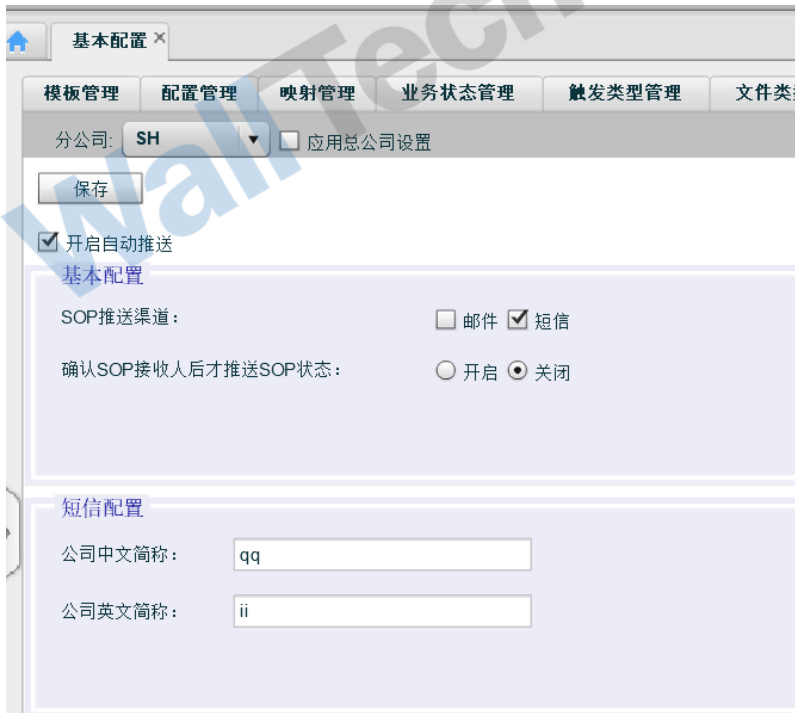 基本配置
模板管理 配置管理 映射管理 业务状态管理 触发类型管理 文件类
分公司: SH 应用总公司设置
保存
开启自动推送
基本配置
SOP推送渠道： 邮件 短信
确认SOP接收人后才推送SOP状态： 开启 关闭
短信配置
公司中文简称： qq
公司英文简称： ii
WallTech